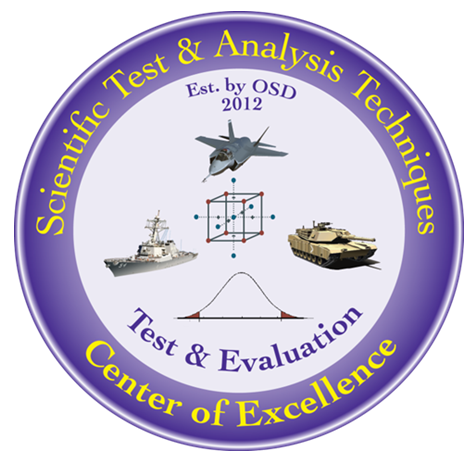 Scientific Test & Analysis Techniques
Est. by OSD
2012
Test & Evaluation
Center of Excellence